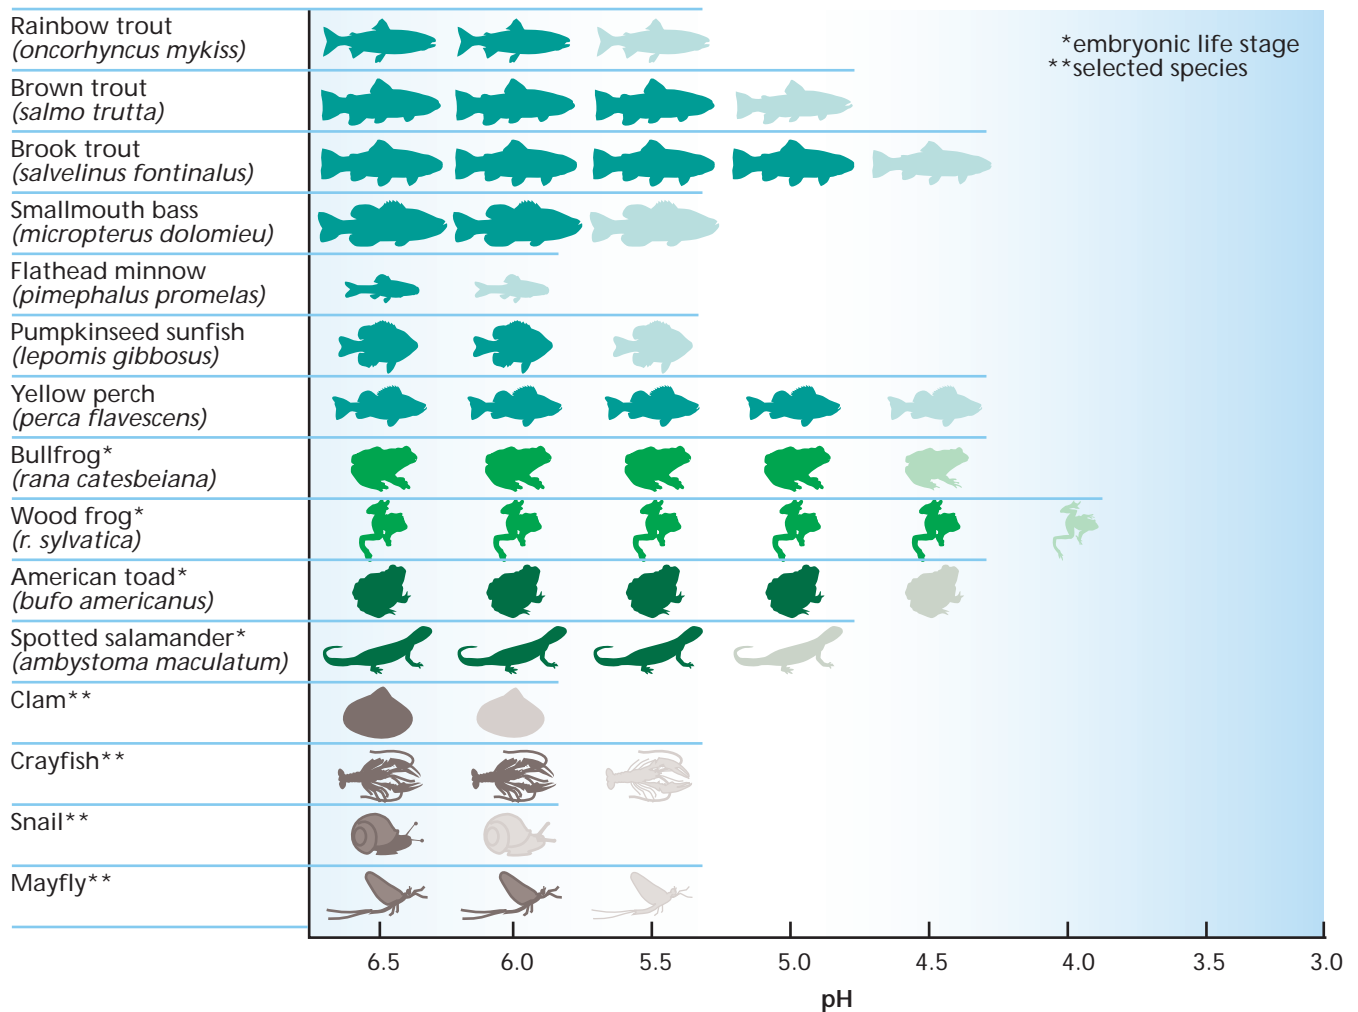 Rainbow trout
(oncorhyncus mykiss)
*embryonic life stage
**selected species
Brown trout
(salmo trutta)
Brook trout
(salvelinus fontinalus)
Smallmouth bass
(micropterus dolomieu)
Flathead minnow
(pimephalus promelas)
Pumpkinseed sunfish
(lepomis gibbosus)
Yellow perch
(perca flavescens)
Bullfrog*
(rana catesbeiana)
Wood frog*
(r. sylvatica)
American toad*
(bufo americanus)
Spotted salamander*
(ambystoma maculatum)
Clam**
Crayfish**
Snail**
Mayfly**
6.5 6.0 5.5 5.0 4.5 4.0 3.5 3.0
pH